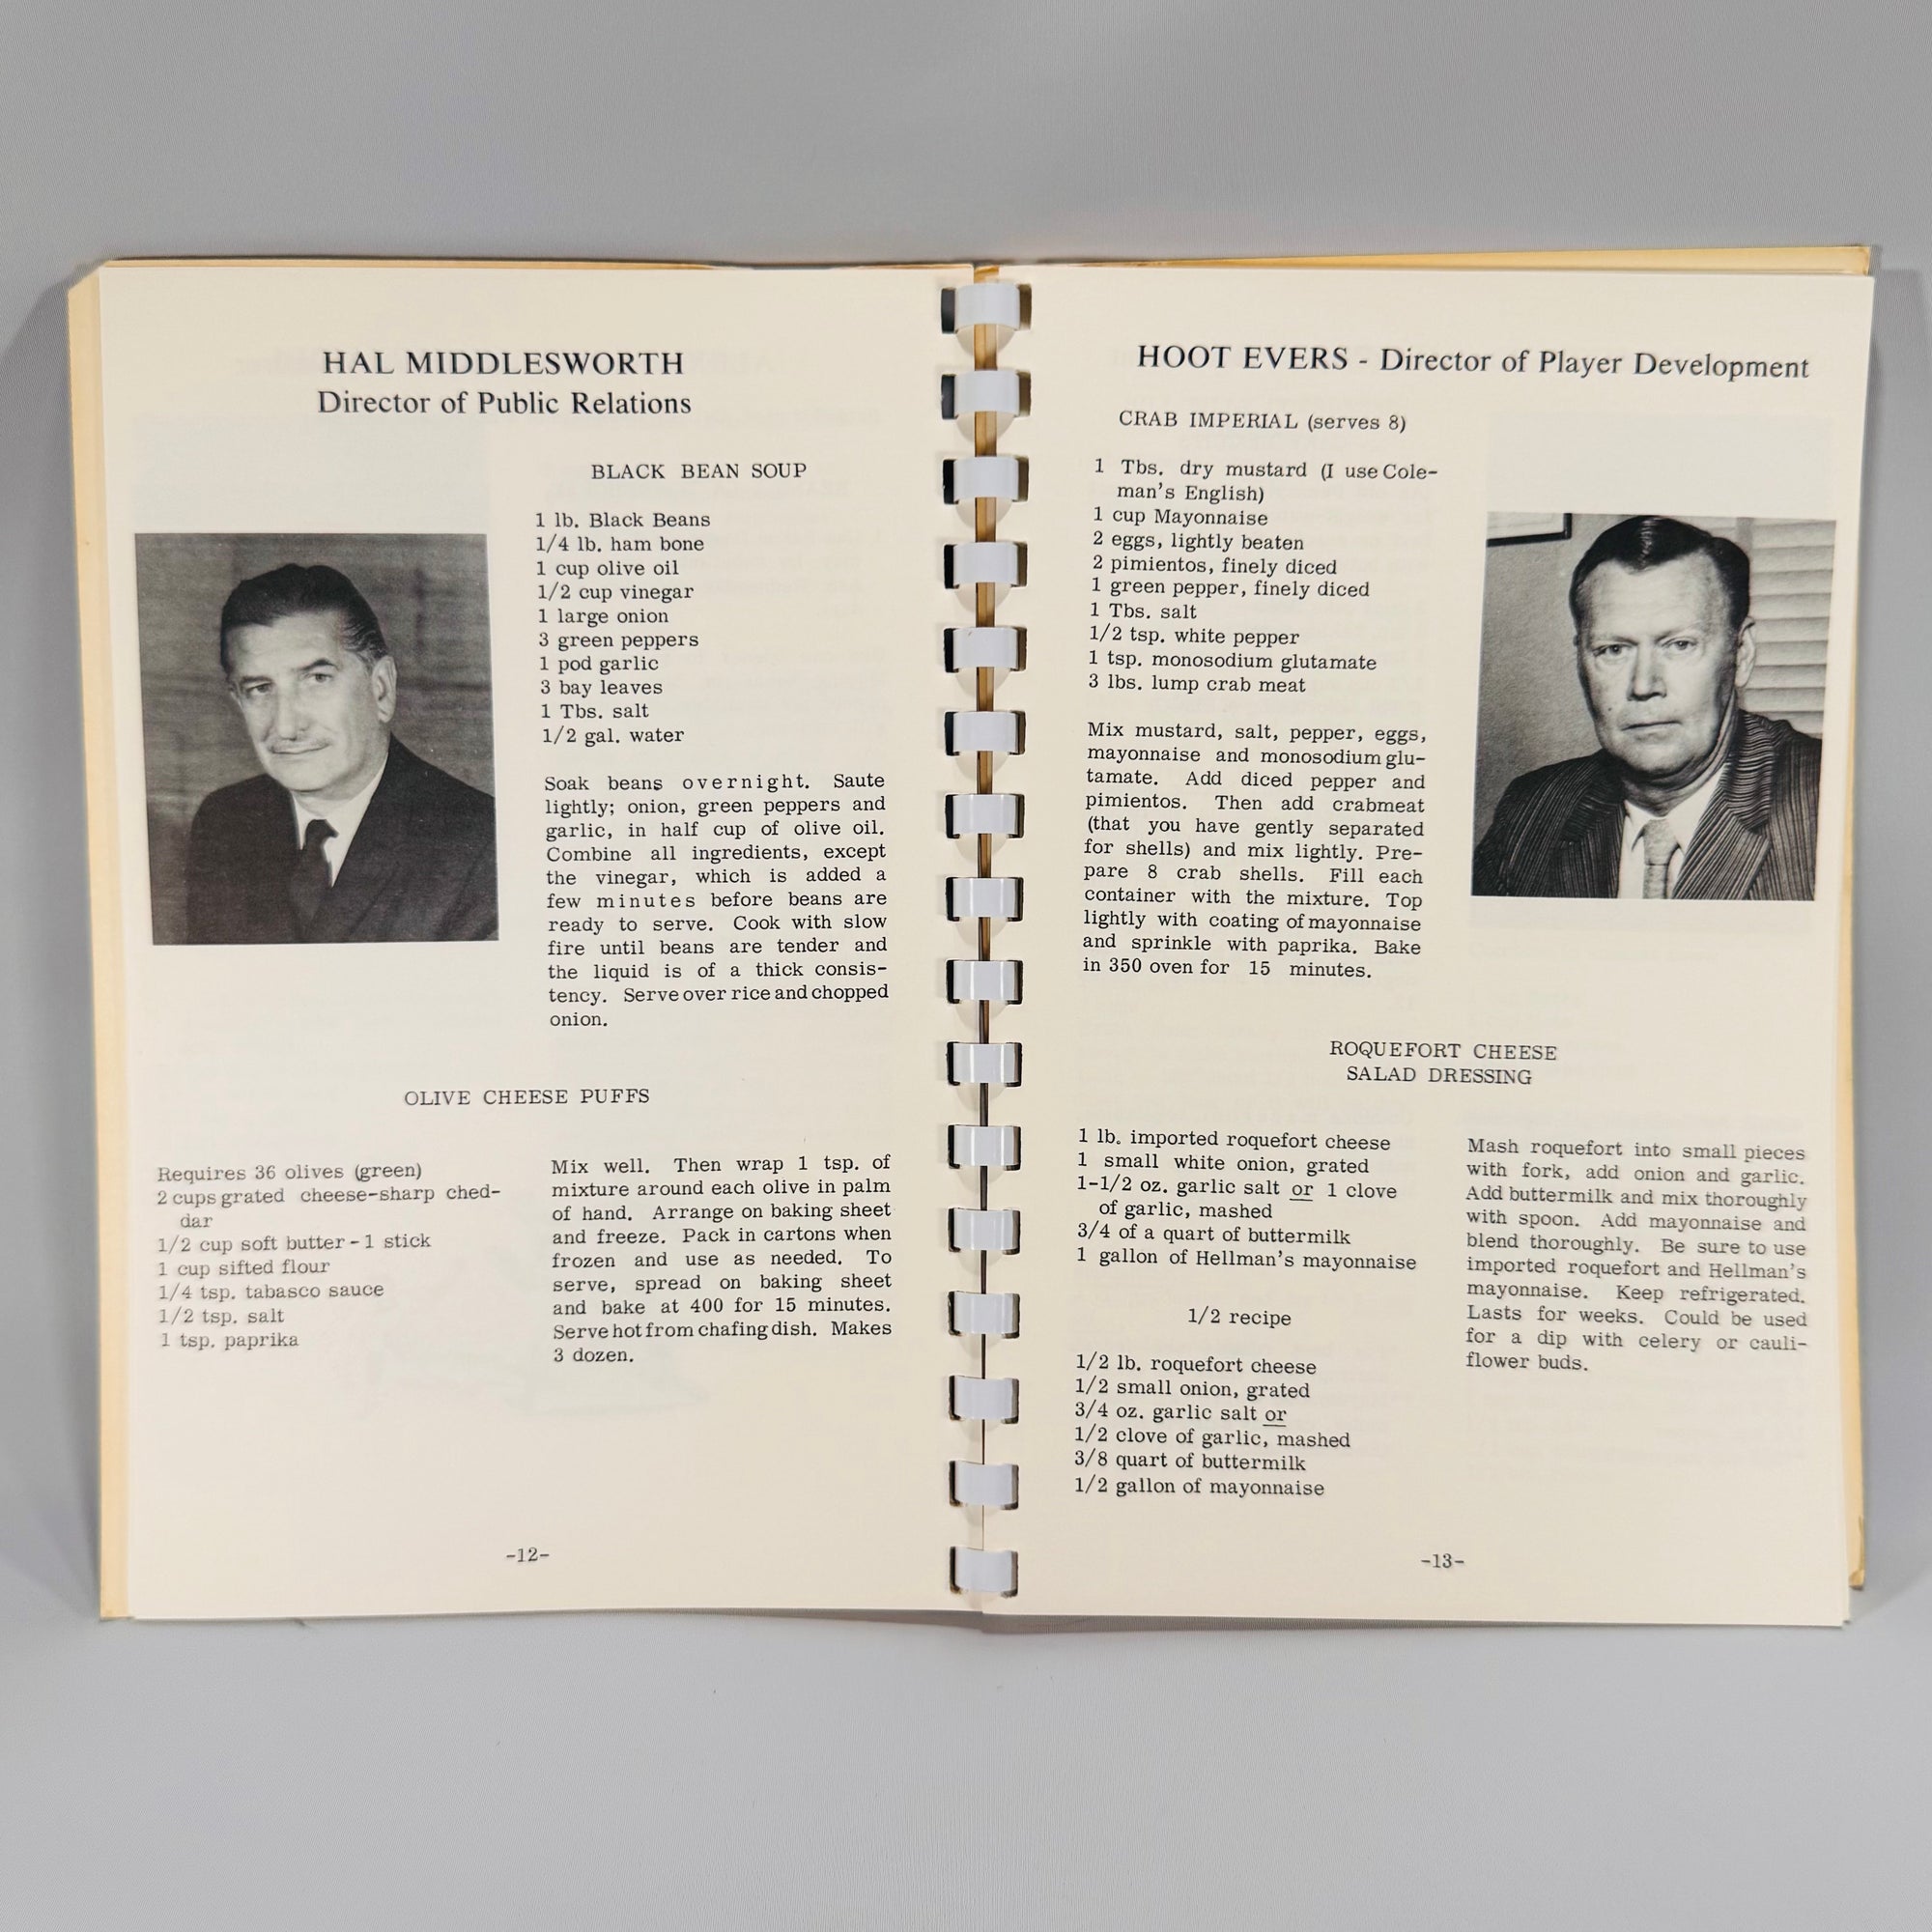 HAL MIDDLESWORTH
Director of Public Relations
BLACK BEAN SOUP
1 lb. Black Beans
1/4 lb. ham bone
1 cup olive oil
1/2 cup vinegar
1 large onion
3 green peppers
1 pod garlic
3 bay leaves
1 Tbs. salt
1/2 gal. water
Soak beans overnight. Saute
lightly; onion, green peppers and
garlic, in half cup of olive oil.
Combine all ingredients, except
the vinegar, which is added a
few minutes before beans are
ready to serve. Cook with slow
fire until beans are tender and
the liquid is of a thick consis-
tency. Serve over rice and chopped
onion.
OLIVE CHEESE PUFFS
Requires 36 olives (green)
2 cups grated cheese-sharp ched-
dar
1/2 cup soft butter - 1 stick
1 cup sifted flour
1/4 tsp. tabasco sauce
1/2 tsp. salt
1 tsp. paprika
Mix well. Then wrap 1 tsp. of
mixture around each olive in palm
of hand. Arrange on baking sheet
and freeze. Pack in cartons when
frozen and use as needed. To
serve, spread on baking sheet
and bake at 400 for 15 minutes.
Serve hot from chafing dish. Makes
3 dozen.
-12-
HOOT EVERS - Director of Player Development
CRAB IMPERIAL (serves 8)
1 Tbs. dry mustard (I use Cole-
man's English)
1 cup Mayonnaise
2 eggs, lightly beaten
2 pimientos, finely diced
1 green pepper, finely diced
1 Tbs. salt
1/2 tsp. white pepper
1 tsp. monosodium glutamate
3 lbs. lump crab meat
Mix mustard, salt, pepper, eggs,
mayonnaise and monosodium glu-
tamate. Add diced pepper and
pimientos. Then add crabmeat
(that you have gently separated
for shells) and mix lightly. Pre-
pare 8 crab shells. Fill each
container with the mixture. Top
lightly with coating of mayonnaise
and sprinkle with paprika. Bake
in 350 oven for 15 minutes.
ROQUEFORT CHEESE
SALAD DRESSING
1 lb. imported roquefort cheese
1 small white onion, grated
1-1/2 oz. garlic salt or 1 clove
of garlic, mashed
3/4 of a quart of buttermilk
1 gallon of Hellman's mayonnaise
1/2 recipe
1/2 lb. roquefort cheese
1/2 small onion, grated
3/4 oz. garlic salt or
1/2 clove of garlic, mashed
3/8 quart of buttermilk
1/2 gallon of mayonnaise
Mash roquefort into small pieces
with fork, add onion and garlic.
Add buttermilk and mix thoroughly
with spoon. Add mayonnaise and
blend thoroughly. Be sure to use
imported roquefort and Hellman's
mayonnaise. Keep refrigerated.
Lasts for weeks. Could be used
for a dip with celery or cauli-
flower buds.
-13-